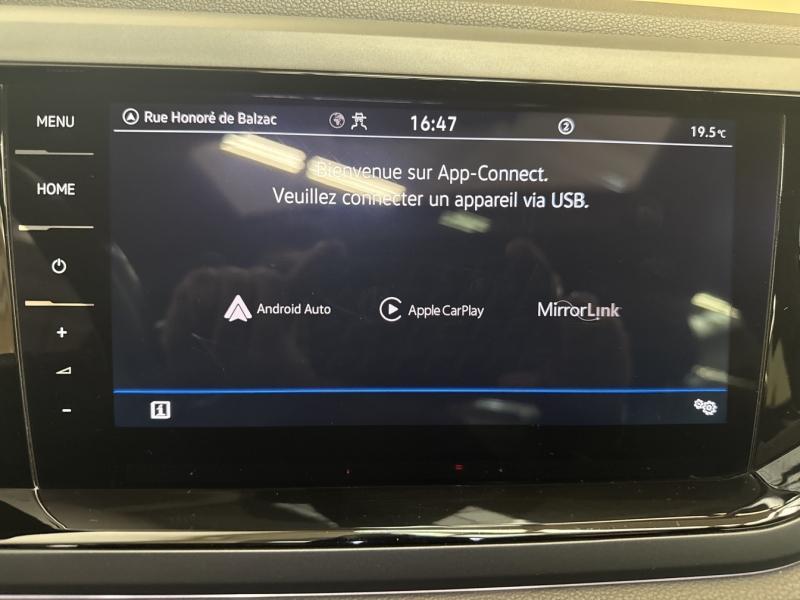 MENU
HOME
Rue Honoré de Balzac
16:47
2
19.5°C
Bienvenue sur App-Connect.
Veuillez connecter un appareil via USB.
Android Auto
Apple CarPlay
MirrorLink
+
-
i